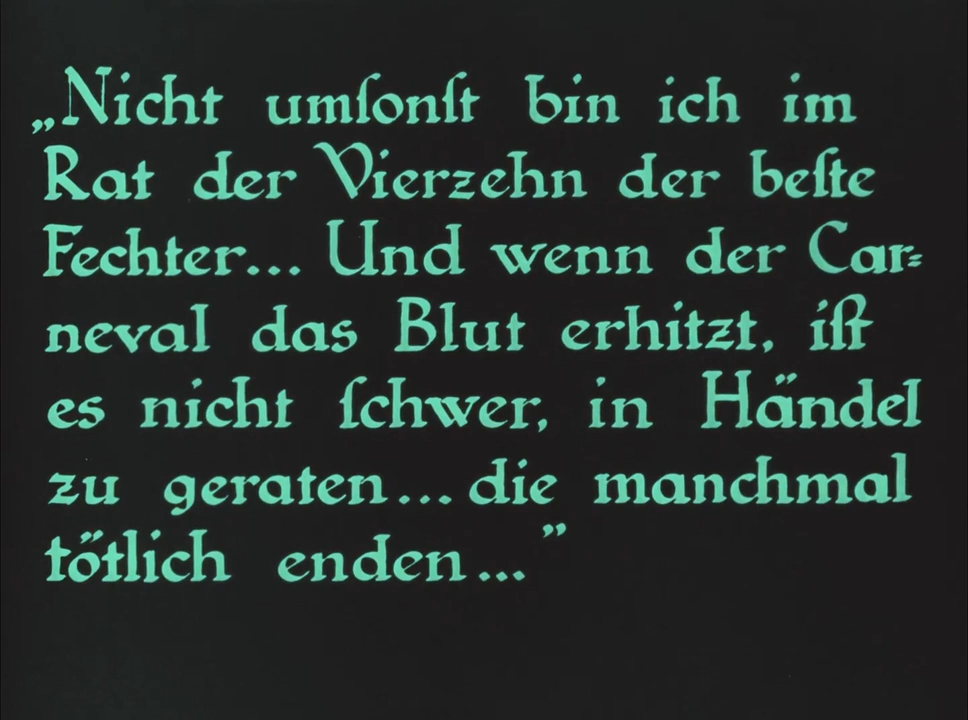 „Nicht umſonſt bin ich im
Rat der Vierzehn der beſte
Fechter... Und wenn der Car=
neval das Blut erhitzt, iſt
es nicht ſchwer, in Händel
zu geraten... die manchmal
tötlich enden...”